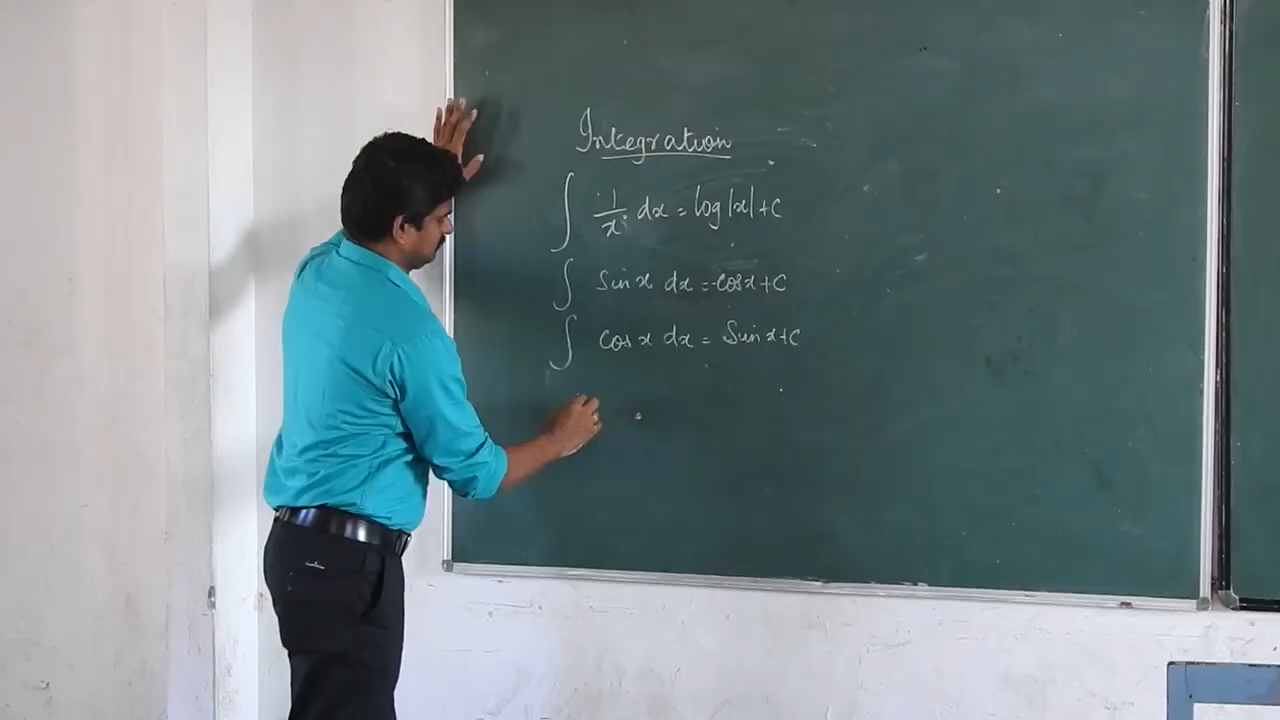 Integration
∫ 1/x dx = log|x| + c
∫ Sin x dx = -cos x + c
∫ cos x dx = Sin x + c